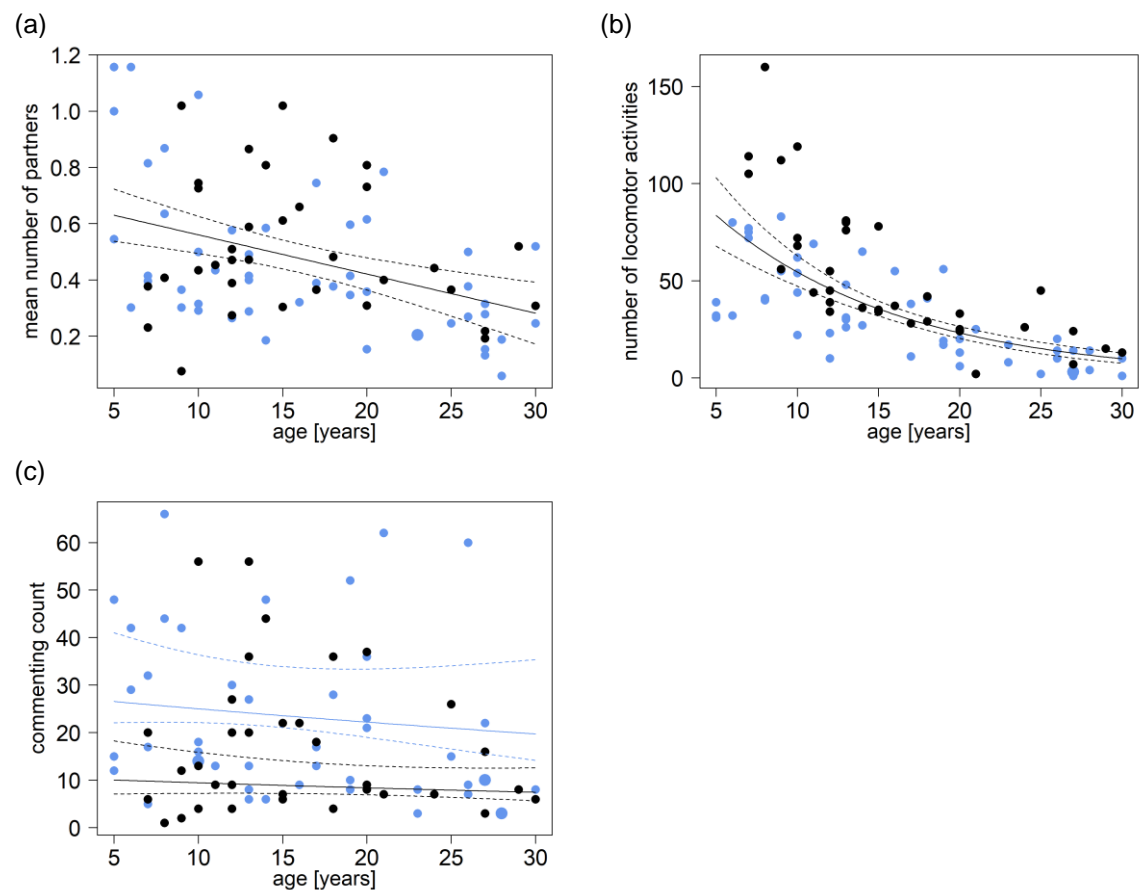 (a)
1.2
1.0
0.8
0.6
0.4
0.2
mean number of partners
5 10 15 20 25 30
age [years]
(b)
150
100
50
0
number of locomotor activities
5 10 15 20 25 30
age [years]
(c)
60
50
40
30
20
10
0
commenting count
5 10 15 20 25 30
age [years]